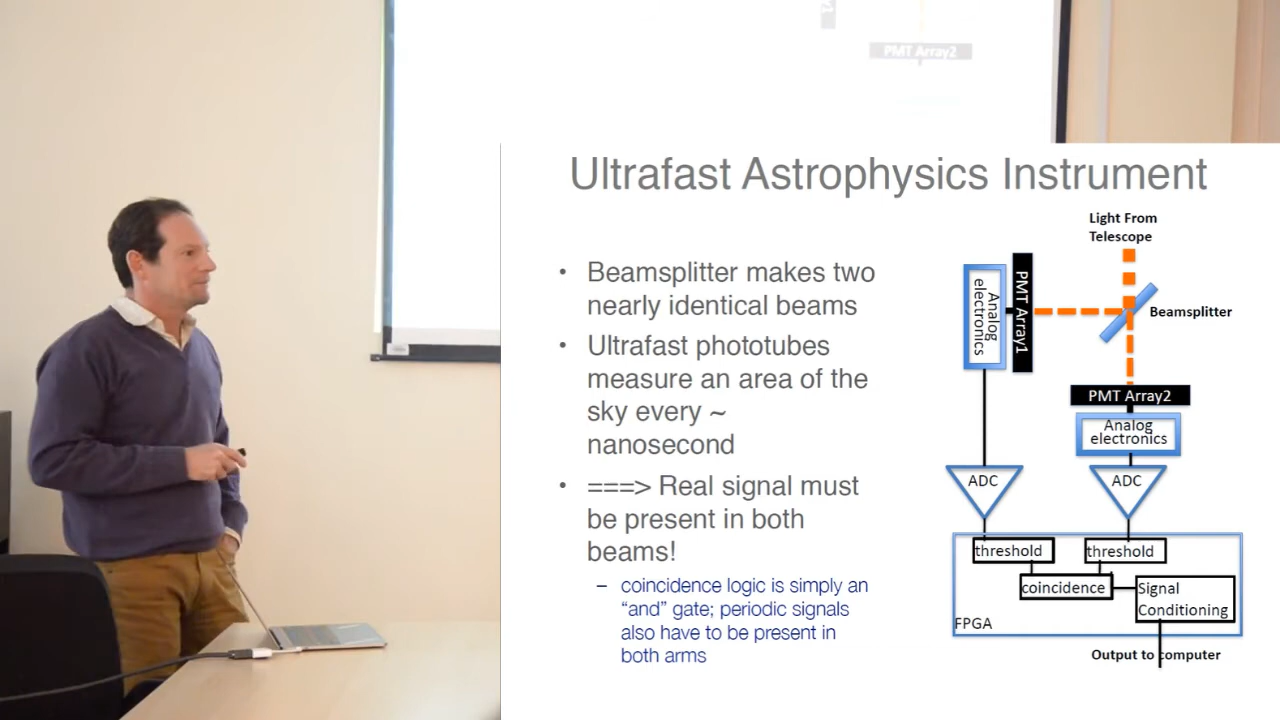 PMT Array2
Ultrafast Astrophysics Instrument
• Beamsplitter makes two
nearly identical beams
• Ultrafast phototubes
measure an area of the
sky every ~
nanosecond
• ===> Real signal must
be present in both
beams!
– coincidence logic is simply an
“and” gate; periodic signals
also have to be present in
both arms
Light From
Telescope
Analog
electronics
PMT Array1
Beamsplitter
PMT Array2
Analog
electronics
ADC
ADC
threshold
threshold
coincidence
Signal
Conditioning
FPGA
Output to computer